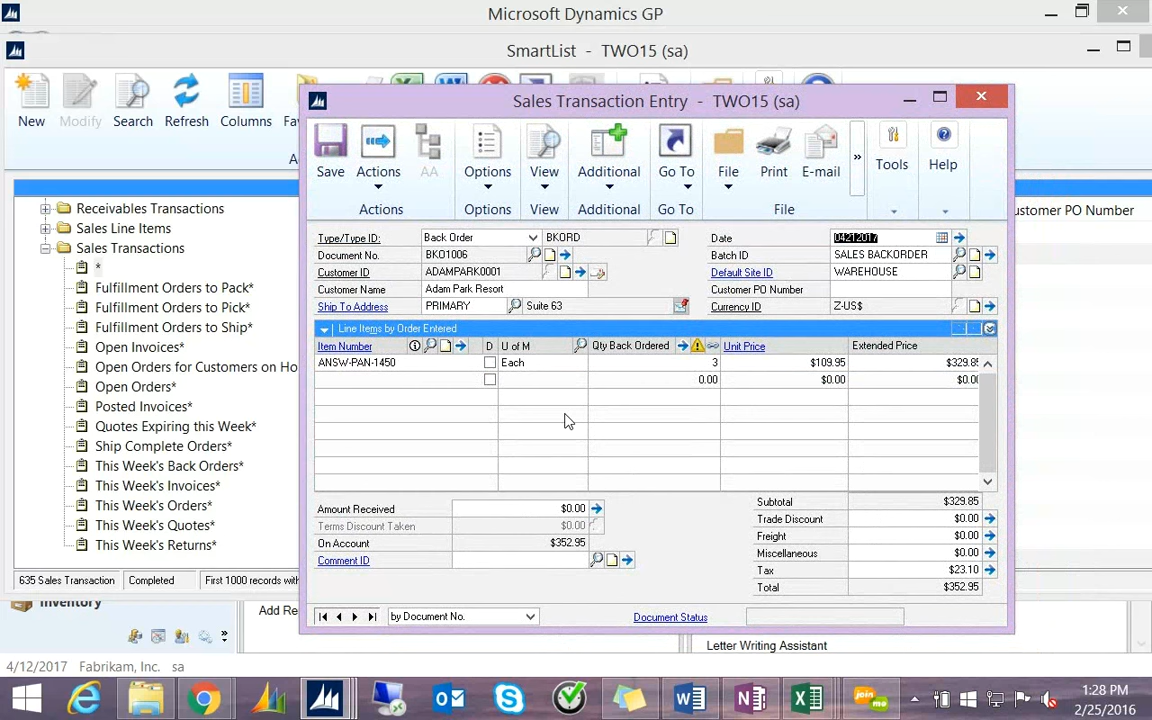 Microsoft Dynamics GP
SmartList - TWO15 (sa)
New
Modify
Search
Refresh
Columns
Sales Transaction Entry - TWO15 (sa)
Save
Actions
AA
Options
View
Additional
Go To
File
Print
E-mail
»
Tools
Help
Actions
Options
View
Additional
Go To
File
Receivables Transactions
Sales Line Items
Sales Transactions
*
Fulfillment Orders to Pack*
Fulfillment Orders to Pick*
Fulfillment Orders to Ship*
Open Invoices*
Open Orders for Customers on Ho
Open Orders*
Posted Invoices*
Quotes Expiring this Week*
Ship Complete Orders*
This Week's Back Orders*
This Week's Invoices*
This Week's Orders*
This Week's Quotes*
This Week's Returns*
635 Sales Transaction
Completed
First 1000 records
ustomer PO Number
Type/Type ID: Back Order BKORD
Document No. BKO1006
Customer ID ADAMPARK0001
Customer Name Adam Park Resort
Ship To Address PRIMARY Suite 63
Date 04212017
Batch ID SALES BACKORDER
Default Site ID WAREHOUSE
Customer PO Number
Currency ID Z-US$
Line Items by Order Entered
Item Number D U of M Qty Back Ordered Unit Price Extended Price
ANSW-PAN-1450 Each 3 $109.95 $329.85
0.00 $0.00 $0.00
Amount Received $0.00
Terms Discount Taken $0.00
On Account $352.95
Comment ID
Subtotal $329.85
Trade Discount $0.00
Freight $0.00
Miscellaneous $0.00
Tax $23.10
Total $352.95
by Document No.
Document Status
Inventory
»
Add Re
Letter Writing Assistant
4/12/2017 Fabrikam, Inc. sa
join
me
1:28 PM
2/25/2016